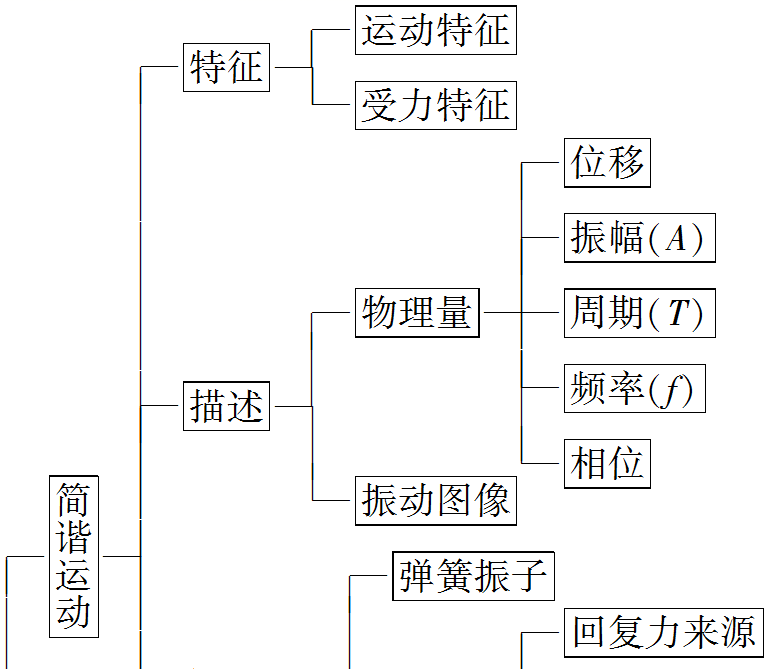 运动特征
特征
受力特征
位移
振幅(A)
物理量
周期(T)
频率(f)
描述
相位
振动图像
简谐运动
弹簧振子
回复力来源